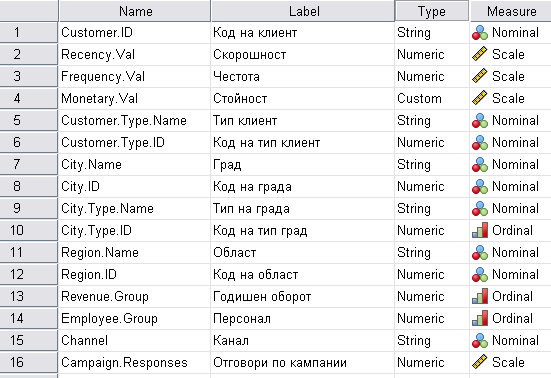 Name Label Type Measure
1 Customer.ID Код на клиент String Nominal
2 Recency.Val Скорошност Numeric Scale
3 Frequency.Val Честота Numeric Scale
4 Monetary.Val Стойност Custom Scale
5 Customer.Type.Name Тип клиент String Nominal
6 Customer.Type.ID Код на тип клиент Numeric Nominal
7 City.Name Град String Nominal
8 City.ID Код на града Numeric Nominal
9 City.Type.Name Тип на града String Nominal
10 City.Type.ID Код на тип град Numeric Ordinal
11 Region.Name Област String Nominal
12 Region.ID Код на област Numeric Nominal
13 Revenue.Group Годишен оборот Numeric Ordinal
14 Employee.Group Персонал Numeric Ordinal
15 Channel Канал String Nominal
16 Campaign.Responses Отговори по кампании Numeric Scale